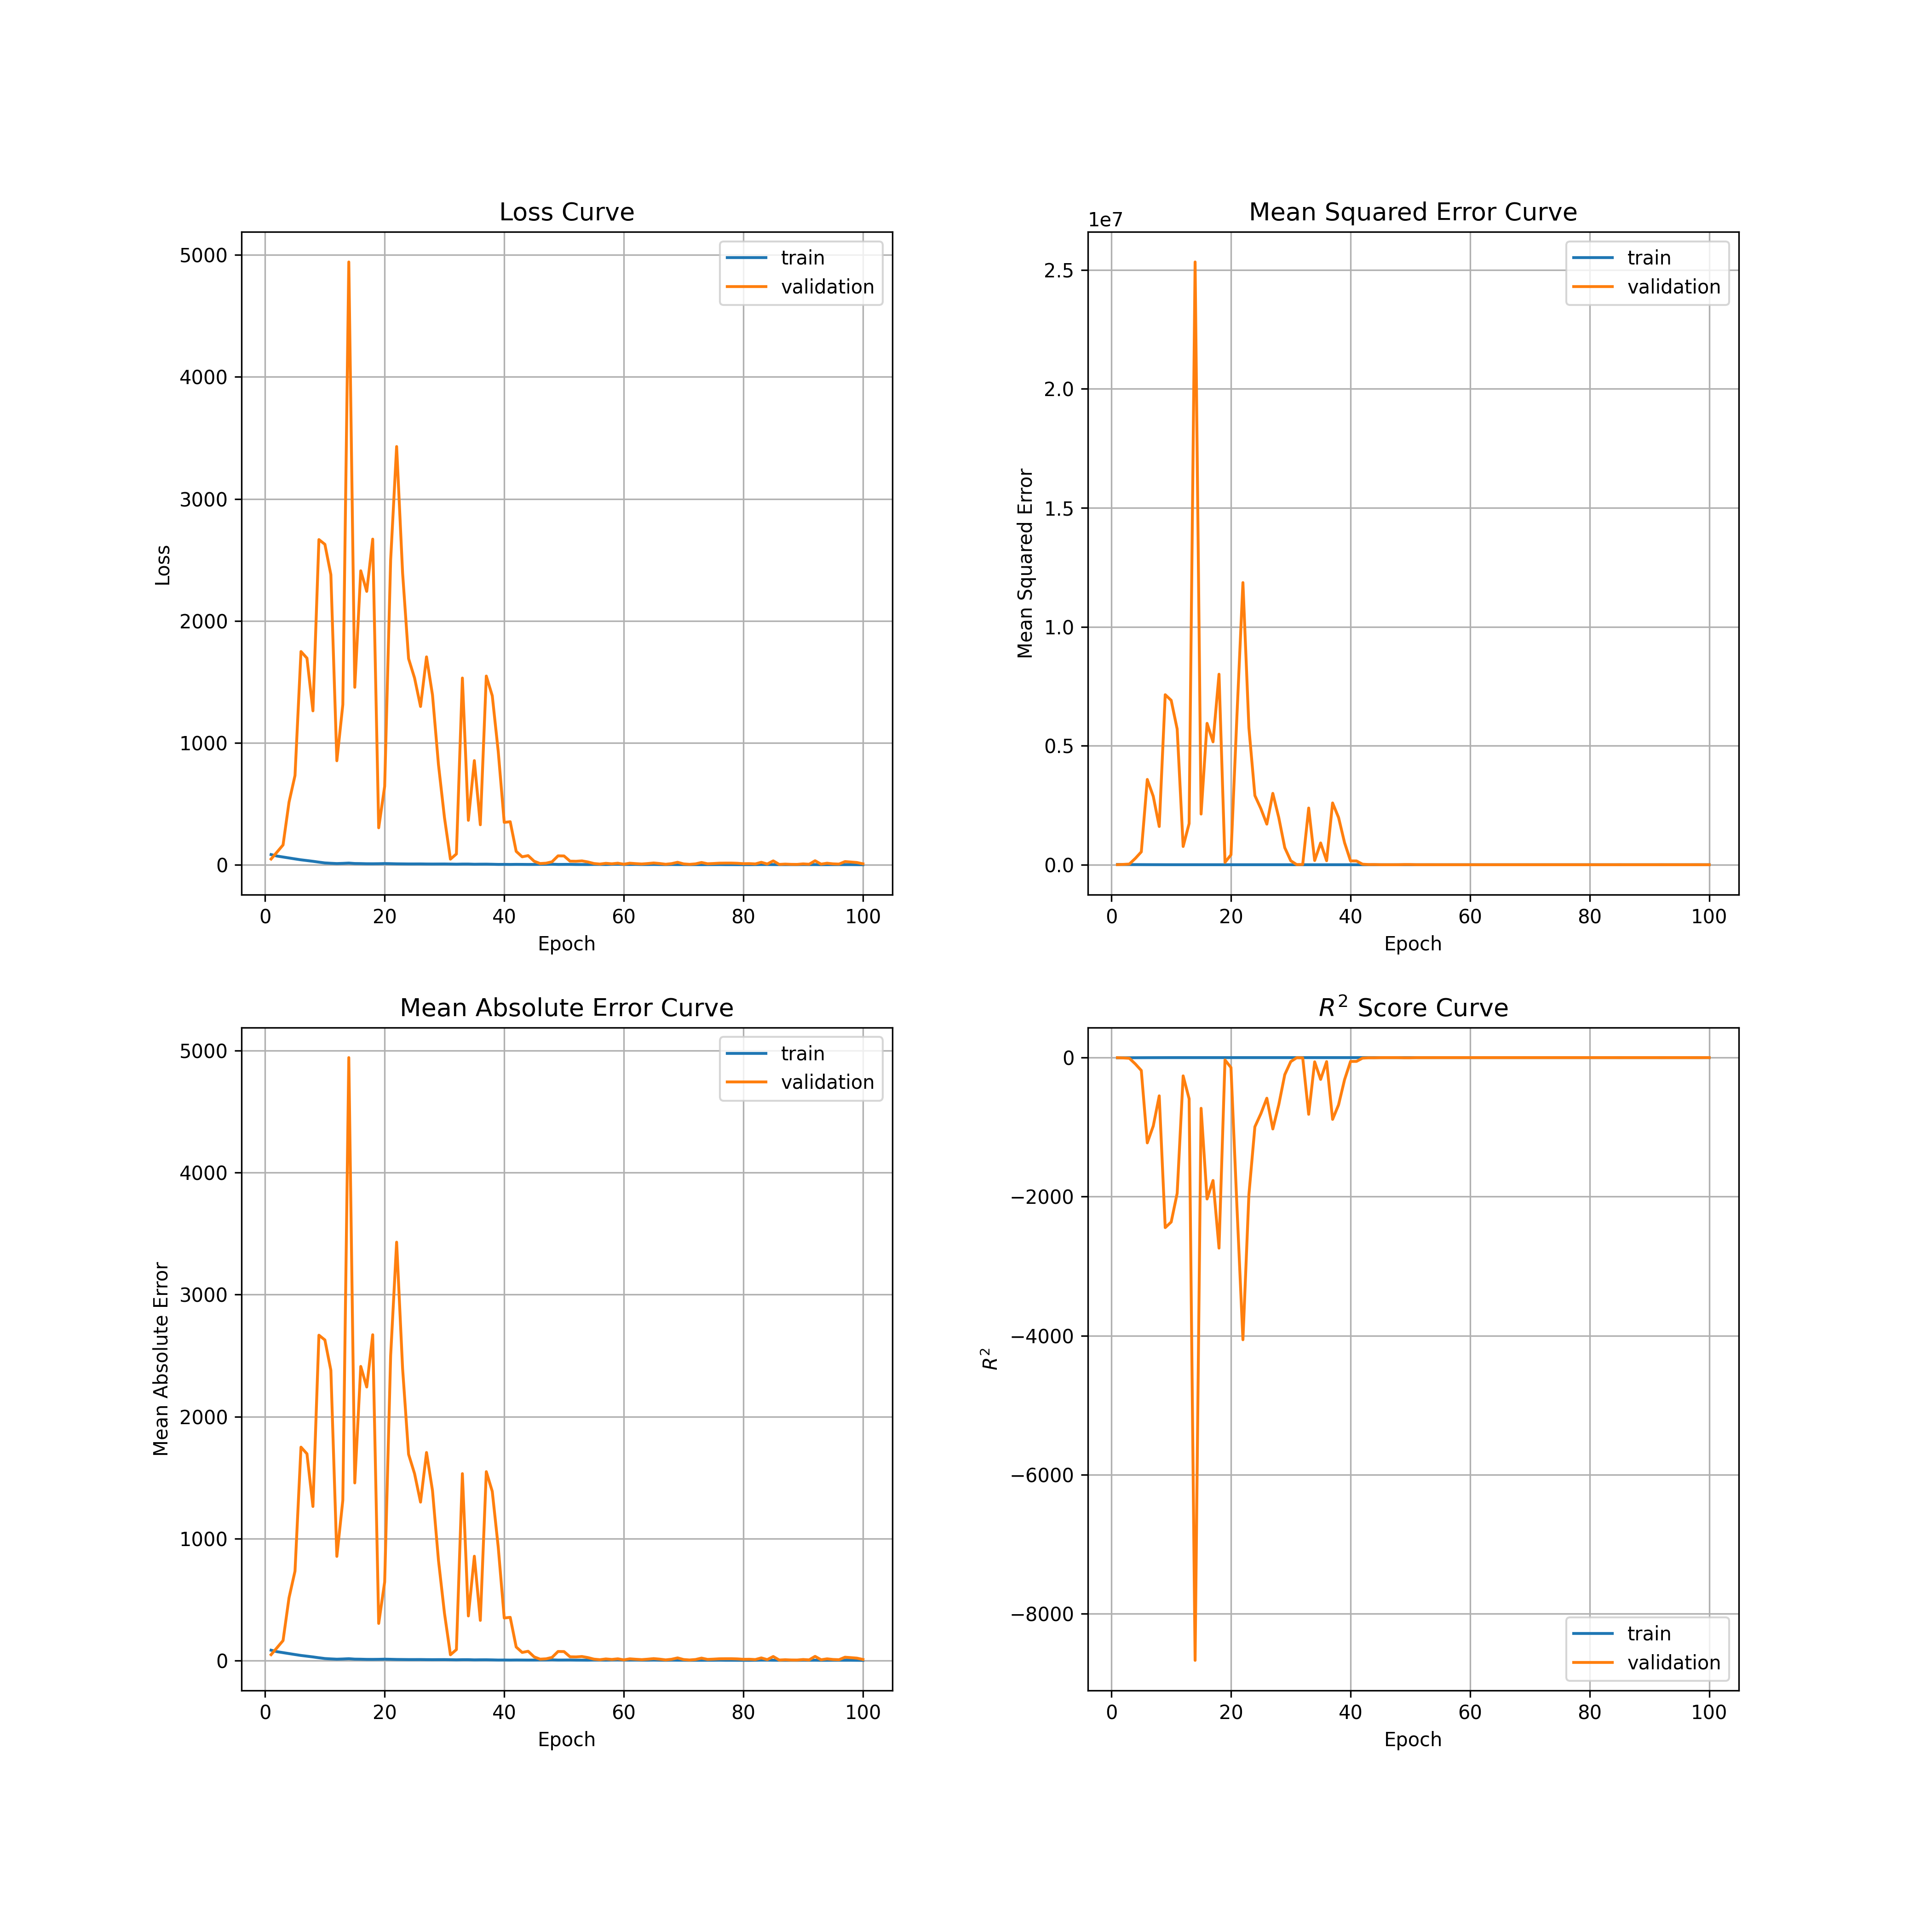 Loss Curve
5000
4000
3000
2000
1000
0
Loss
train
validation
0 20 40 60 80 100
Epoch
Mean Squared Error Curve
1e7
2.5
2.0
1.5
1.0
0.5
0.0
Mean Squared Error
train
validation
0 20 40 60 80 100
Epoch
Mean Absolute Error Curve
5000
4000
3000
2000
1000
0
Mean Absolute Error
train
validation
0 20 40 60 80 100
Epoch
R² Score Curve
0
−2000
−4000
−6000
−8000
R²
train
validation
0 20 40 60 80 100
Epoch